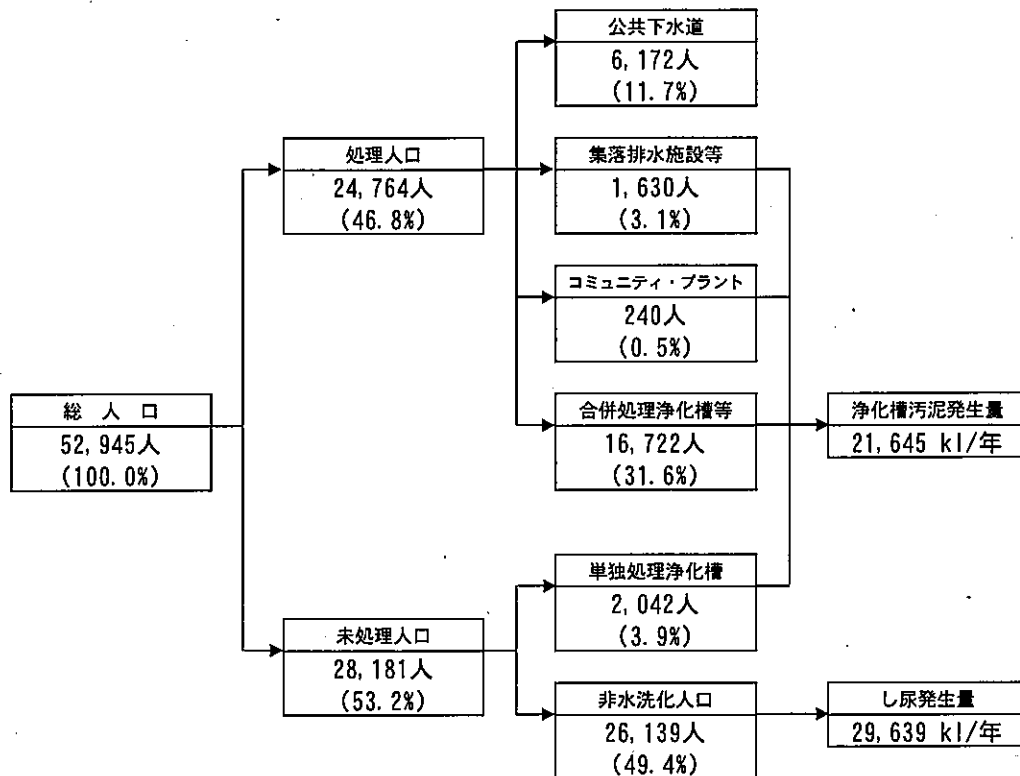 公共下水道
6,172人
(11.7%)
処理人口
24,764人
(46.8%)
集落排水施設等
1,630人
(3.1%)
コミュニティ・プラント
240人
(0.5%)
総人口
52,945人
(100.0%)
合併処理浄化槽等
16,722人
(31.6%)
浄化槽汚泥発生量
21,645 kl/年
単独処理浄化槽
2,042人
(3.9%)
未処理人口
28,181人
(53.2%)
非水洗化人口
26,139人
(49.4%)
し尿発生量
29,639 kl/年